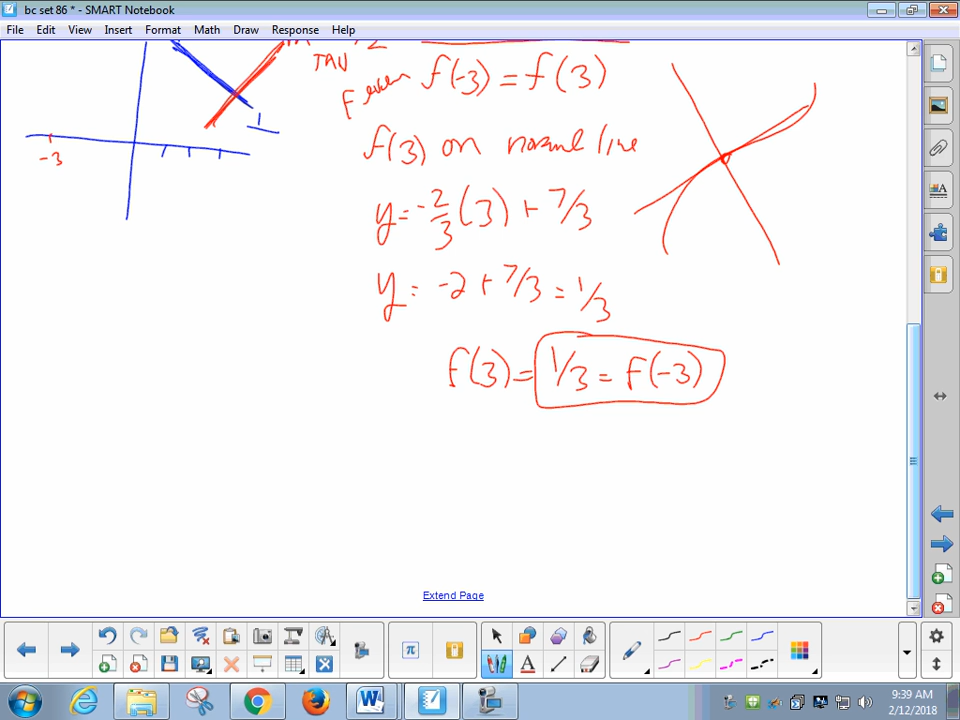 bc set 86 * - SMART Notebook
File Edit View Insert Format Math Draw Response Help
TAN
F even f(-3) = f(3)
f(3) on normal line
y = -2/3 (3) + 7/3
y = -2 + 7/3 = 1/3
f(3) = 1/3 = f(-3)
-3
Extend Page
9:39 AM
2/12/2018